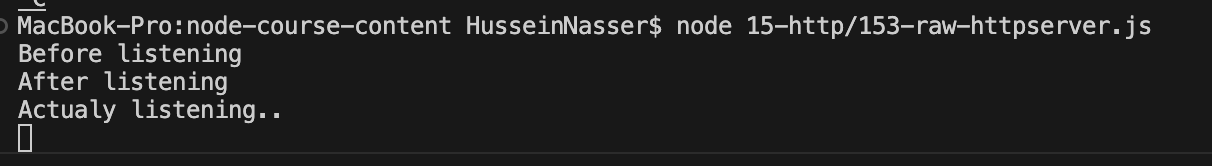 MacBook-Pro:node-course-content HusseinNasser$ node 15-http/153-raw-httpserver.js
Before listening
After listening
Actualy listening..